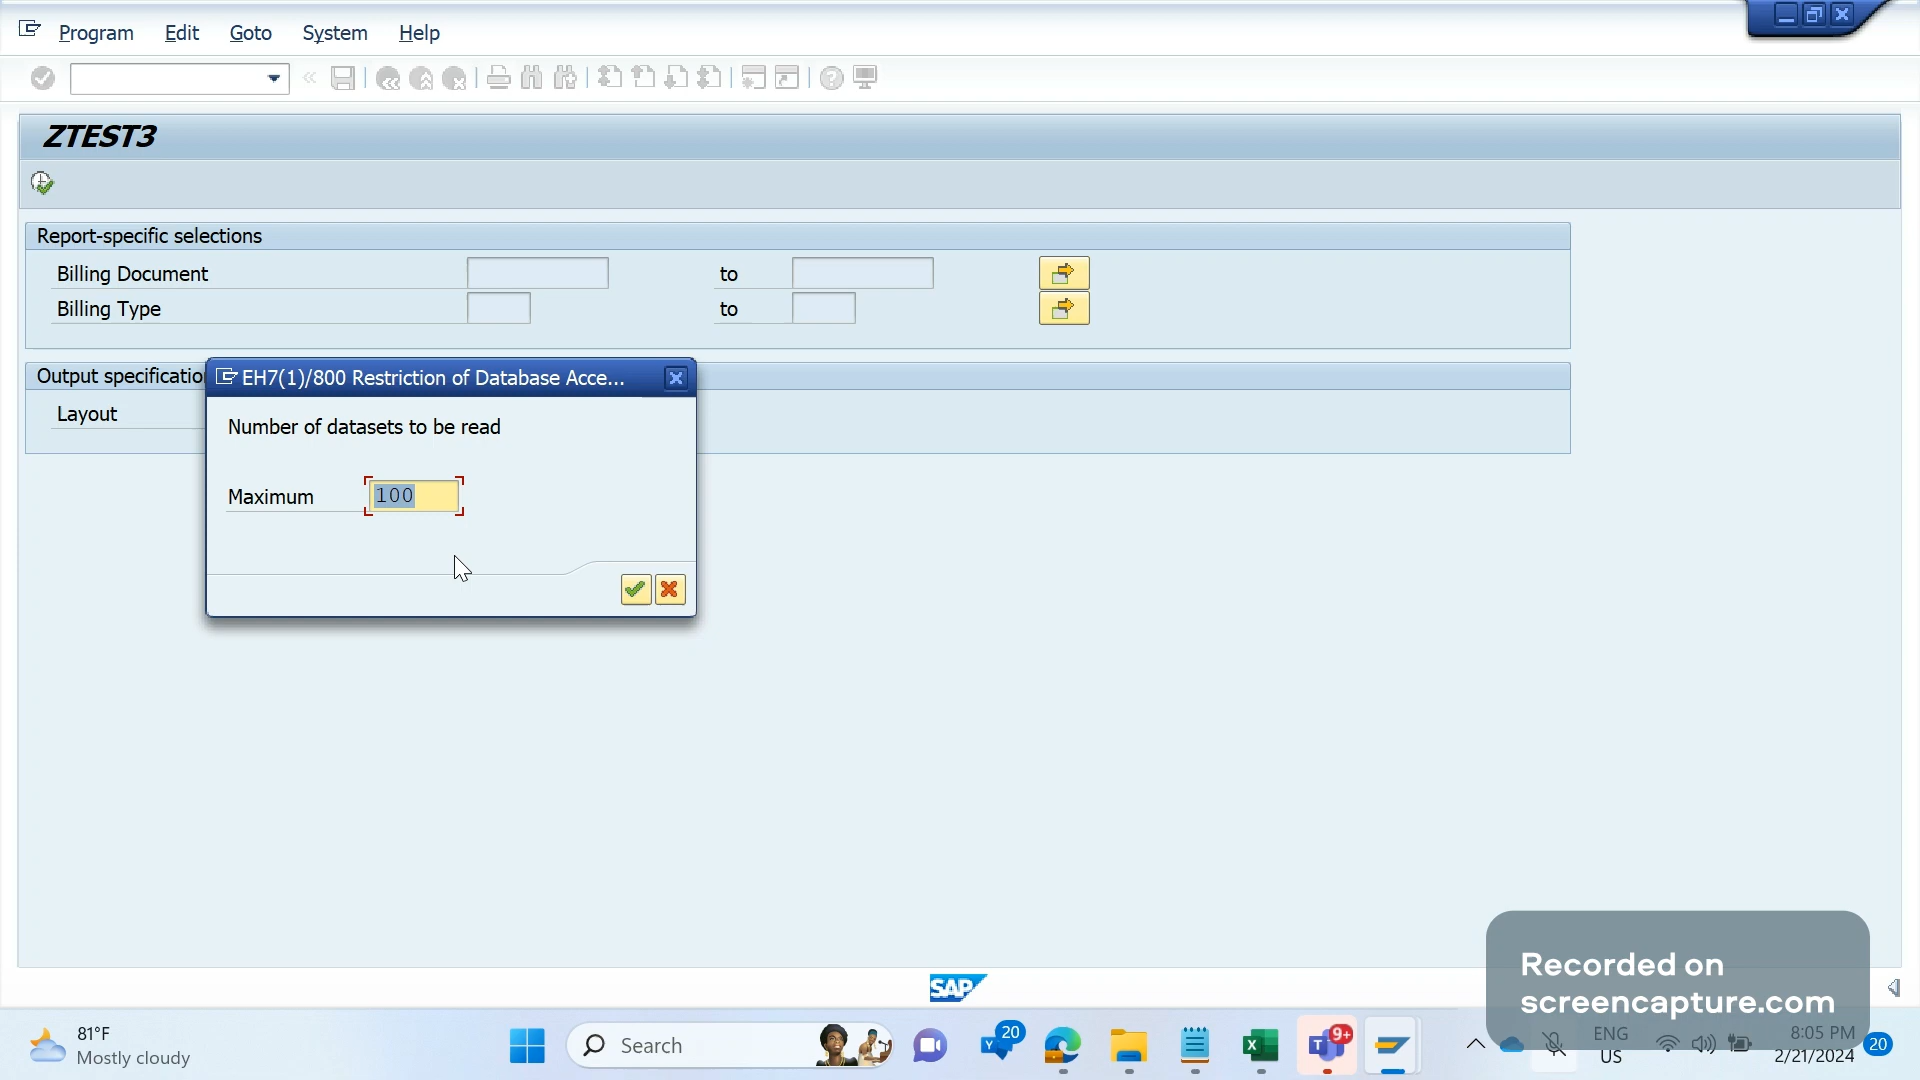 Program Edit Goto System Help
ZTEST3
Report-specific selections
Billing Document to
Billing Type to
Output specificatio
Layout
EH7(1)/800 Restriction of Database Acce...
Number of datasets to be read
Maximum 100
SAP
Recorded on
screencapture.com
81°F
Mostly cloudy
Search
20
9+
ENG
US
8:05 PM
2/21/2024
20